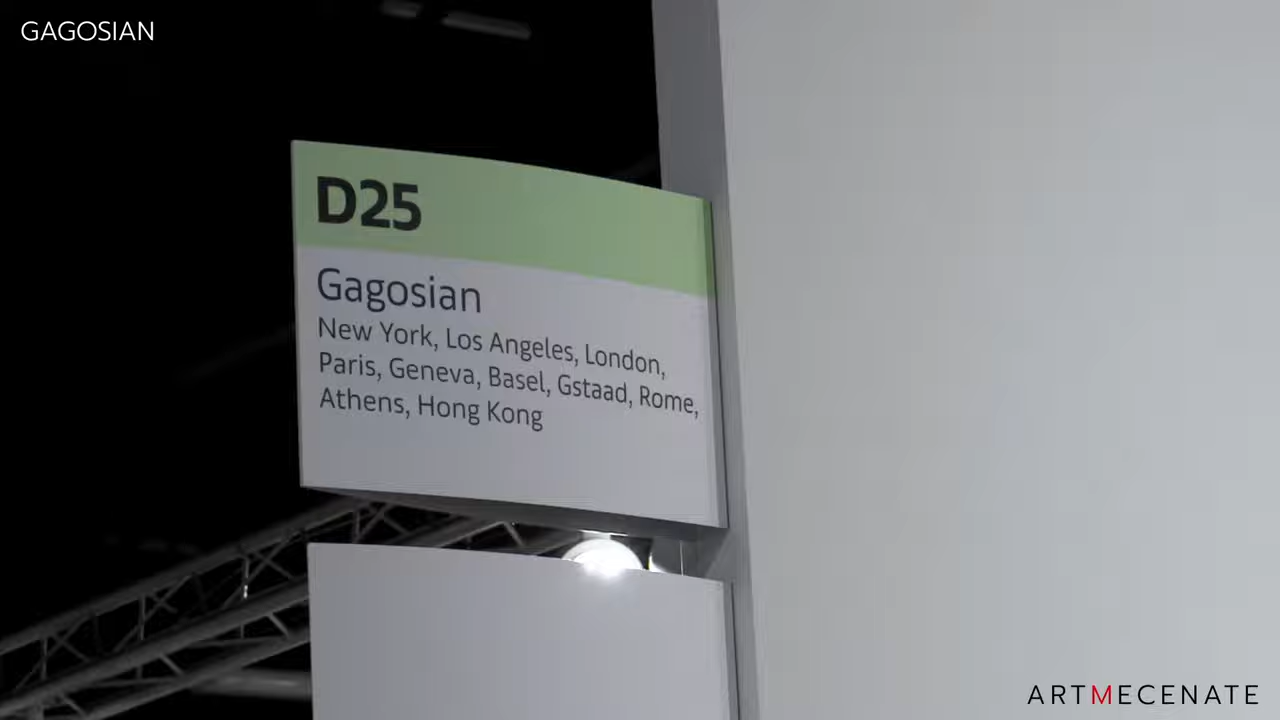 GAGOSIAN
D25
Gagosian
New York, Los Angeles, London,
Paris, Geneva, Basel, Gstaad, Rome,
Athens, Hong Kong
ARTMECENATE